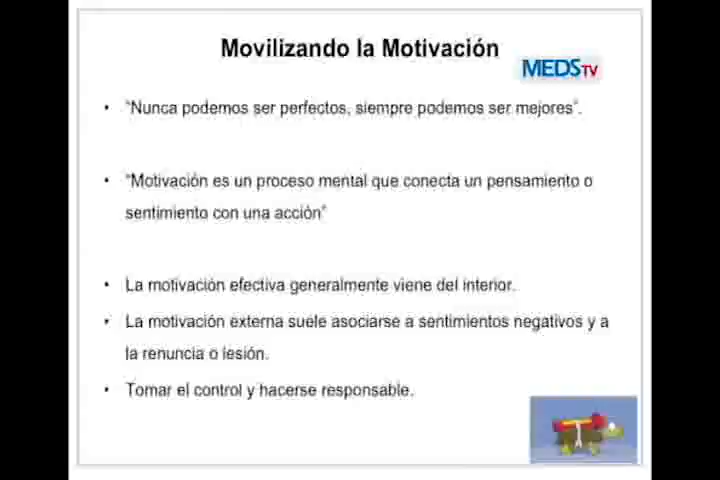 Movilizando la Motivación
MEDSTV
• “Nunca podemos ser perfectos, siempre podemos ser mejores”.
• “Motivación es un proceso mental que conecta un pensamiento o
sentimiento con una acción”
• La motivación efectiva generalmente viene del interior.
• La motivación externa suele asociarse a sentimientos negativos y a
la renuncia o lesión.
• Tomar el control y hacerse responsable.